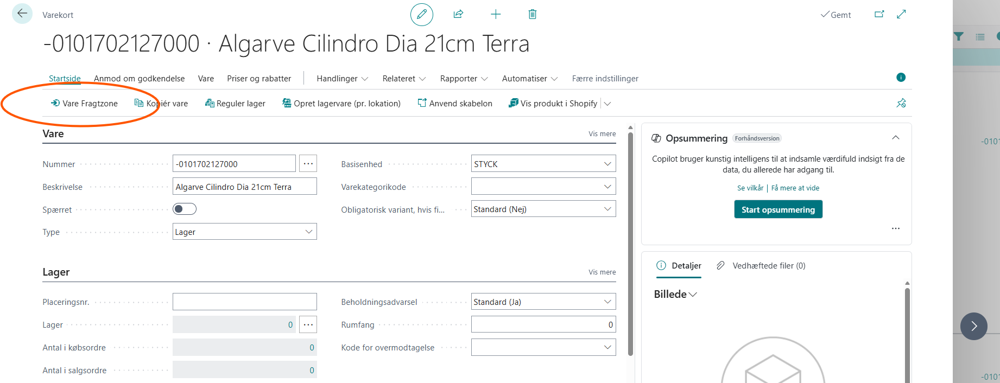 Varekort
Gemt
-0101702127000 · Algarve Cilindro Dia 21cm Terra
Startside Anmod om godkendelse Vare Priser og rabatter Handlinger Relateret Rapporter Automatiser Færre indstillinger
Vare Fragtzone Kopiér vare Reguler lager Opret lagervare (pr. lokation) Anvend skabelon Vis produkt i Shopify
Vare Vis mere
Nummer -0101702127000 Basisenhed STYCK
Beskrivelse Algarve Cilindro Dia 21cm Terra Varekategorikode
Spærret Obligatorisk variant, hvis fi... Standard (Nej)
Type Lager
Lager Vis mere
Placeringsnr. Beholdningsadvarsel Standard (Ja)
Lager 0 Rumfang 0
Antal i købsordre 0 Kode for overmodtagelse
Antal i salgsordre 0
Opsummering Forhåndsversion
Copilot bruger kunstig intelligens til at indsamle værdifuld indsigt fra de
data, du allerede har adgang til.
Se vilkår | Få mere at vide
Start opsummering
Detaljer Vedhæftede filer (0)
Billede
-0101
-0101